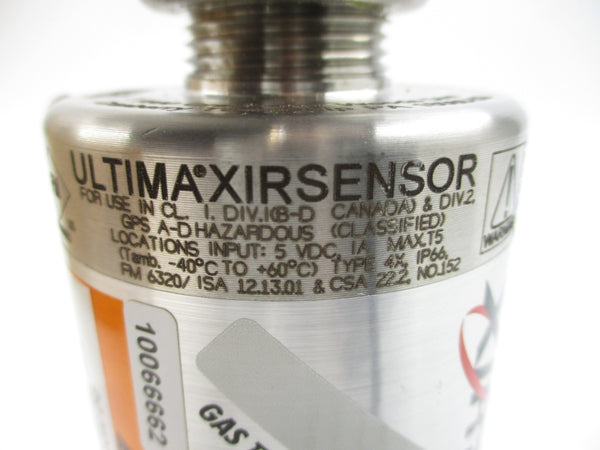 ULTIMA® XIR SENSOR
FOR USE IN CL. I, DIV.1(B-D CANADA) & DIV.2,
GPS A-D HAZARDOUS (CLASSIFIED)
LOCATIONS INPUT: 5 VDC, 1A MAX.T5
(Tamb. -40°C TO +60°C) TYPE 4X, IP66,
FM 6320/ ISA 12.13.01 & CSA 22.2, NO.152
10066662
GAS